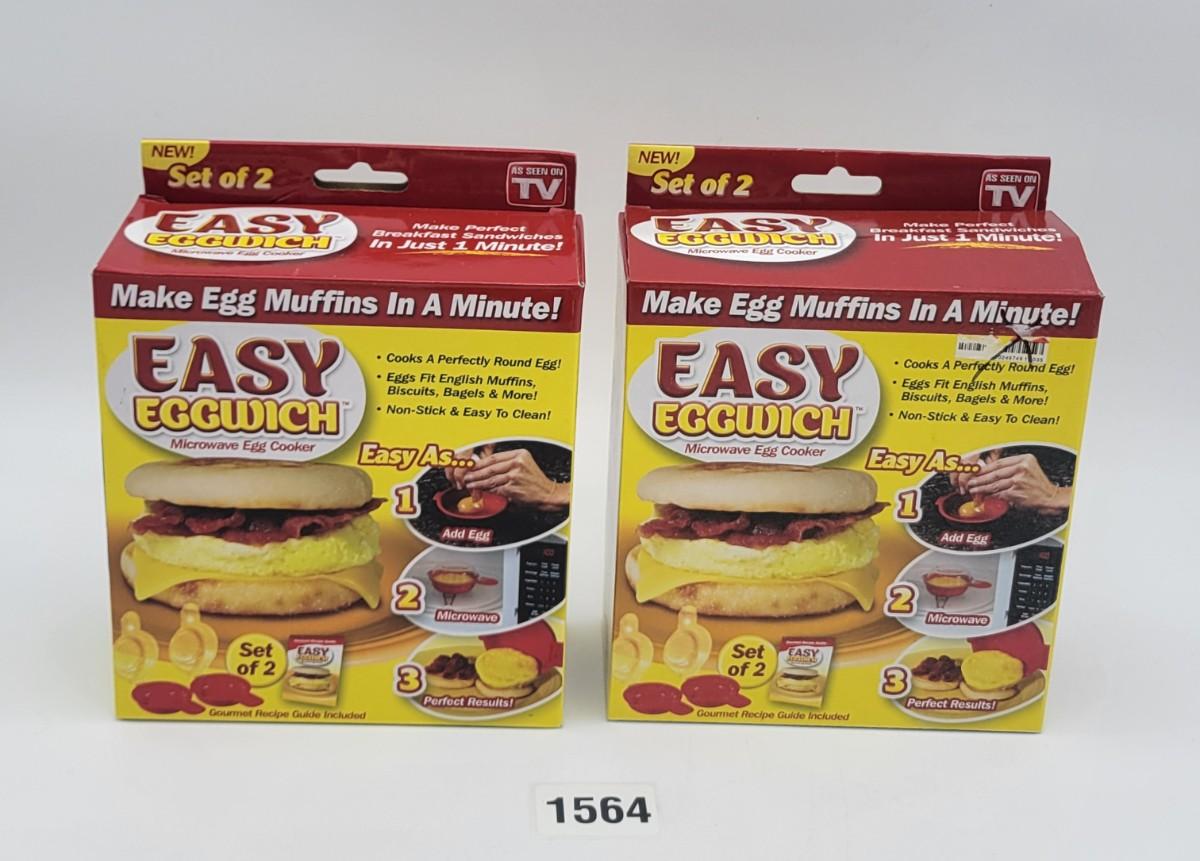 NEW!
Set of 2
AS SEEN ON
TV
EASY
EGGWICH™
Microwave Egg Cooker
Make Perfect
Breakfast Sandwiches
In Just 1 Minute!
Make Egg Muffins In A Minute!
EASY
EGGWICH™
Microwave Egg Cooker
• Cooks A Perfectly Round Egg!
• Eggs Fit English Muffins,
Biscuits, Bagels & More!
• Non-Stick & Easy To Clean!
Easy As...
1
Add Egg
2
Microwave
3
Perfect Results!
Set
of 2
EASY
EGGWICH
Gourmet Recipe Guide Included
NEW!
Set of 2
AS SEEN ON
TV
EASY
EGGWICH
Microwave Egg Cooker
Make Perfect
Breakfast Sandwiches
In Just 1 Minute!
Make Egg Muffins In A Minute!
EASY
EGGWICH™
Microwave Egg Cooker
• Cooks A Perfectly Round Egg!
• Eggs Fit English Muffins,
Biscuits, Bagels & More!
• Non-Stick & Easy To Clean!
Easy As...
1
Add Egg
2
Microwave
3
Perfect Results!
Set
of 2
EASY
EGGWICH
Gourmet Recipe Guide Included
1564